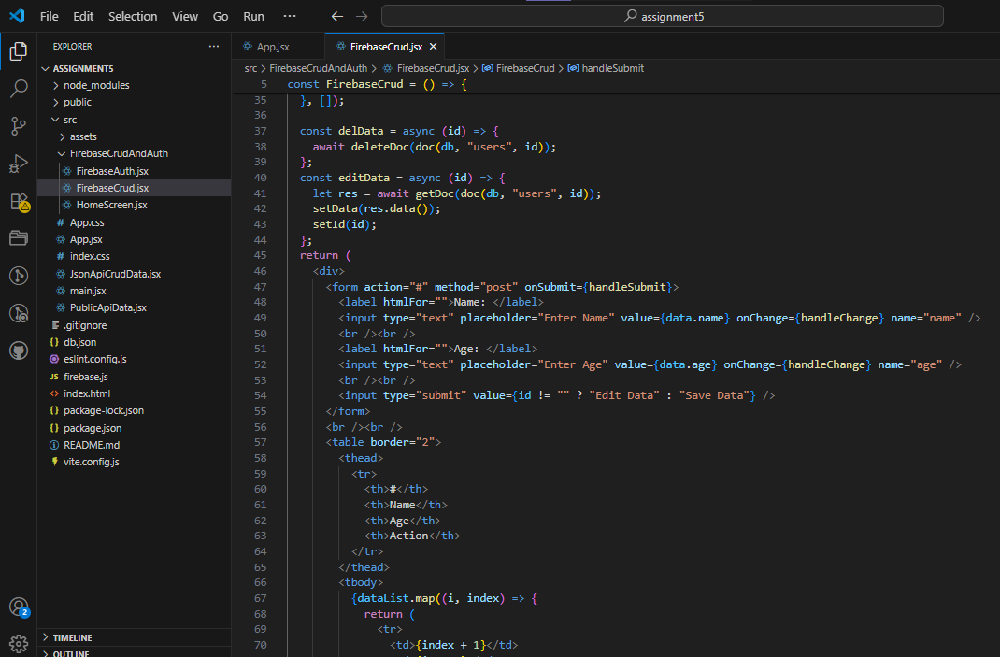 File Edit Selection View Go Run ··· ← → assignment5
EXPLORER ···
ASSIGNMENT5
node_modules
public
src
assets
FirebaseCrudAndAuth
FirebaseAuth.jsx
FirebaseCrud.jsx
HomeScreen.jsx
# App.css
App.jsx
# index.css
JsonApiCrudData.jsx
main.jsx
PublicApiData.jsx
.gitignore
{} db.json
eslint.config.js
JS firebase.js
<> index.html
{} package-lock.json
{} package.json
README.md
vite.config.js
TIMELINE
OUTLINE
2
App.jsx FirebaseCrud.jsx ×
src > FirebaseCrudAndAuth > FirebaseCrud.jsx > FirebaseCrud > handleSubmit
5 const FirebaseCrud = () => {
35 }, []);
36
37 const delData = async (id) => {
38 await deleteDoc(doc(db, "users", id));
39 };
40 const editData = async (id) => {
41 let res = await getDoc(doc(db, "users", id));
42 setData(res.data());
43 setId(id);
44 };
45 return (
46 <div>
47 <form action="#" method="post" onSubmit={handleSubmit}>
48 <label htmlFor="">Name: </label>
49 <input type="text" placeholder="Enter Name" value={data.name} onChange={handleChange} name="name" />
50 <br /><br />
51 <label htmlFor="">Age: </label>
52 <input type="text" placeholder="Enter Age" value={data.age} onChange={handleChange} name="age" />
53 <br /><br />
54 <input type="submit" value={id != "" ? "Edit Data" : "Save Data"} />
55 </form>
56 <br /><br />
57 <table border="2">
58 <thead>
59 <tr>
60 <th>#</th>
61 <th>Name</th>
62 <th>Age</th>
63 <th>Action</th>
64 </tr>
65 </thead>
66 <tbody>
67 {dataList.map((i, index) => {
68 return (
69 <tr>
70 <td>{index + 1}</td>